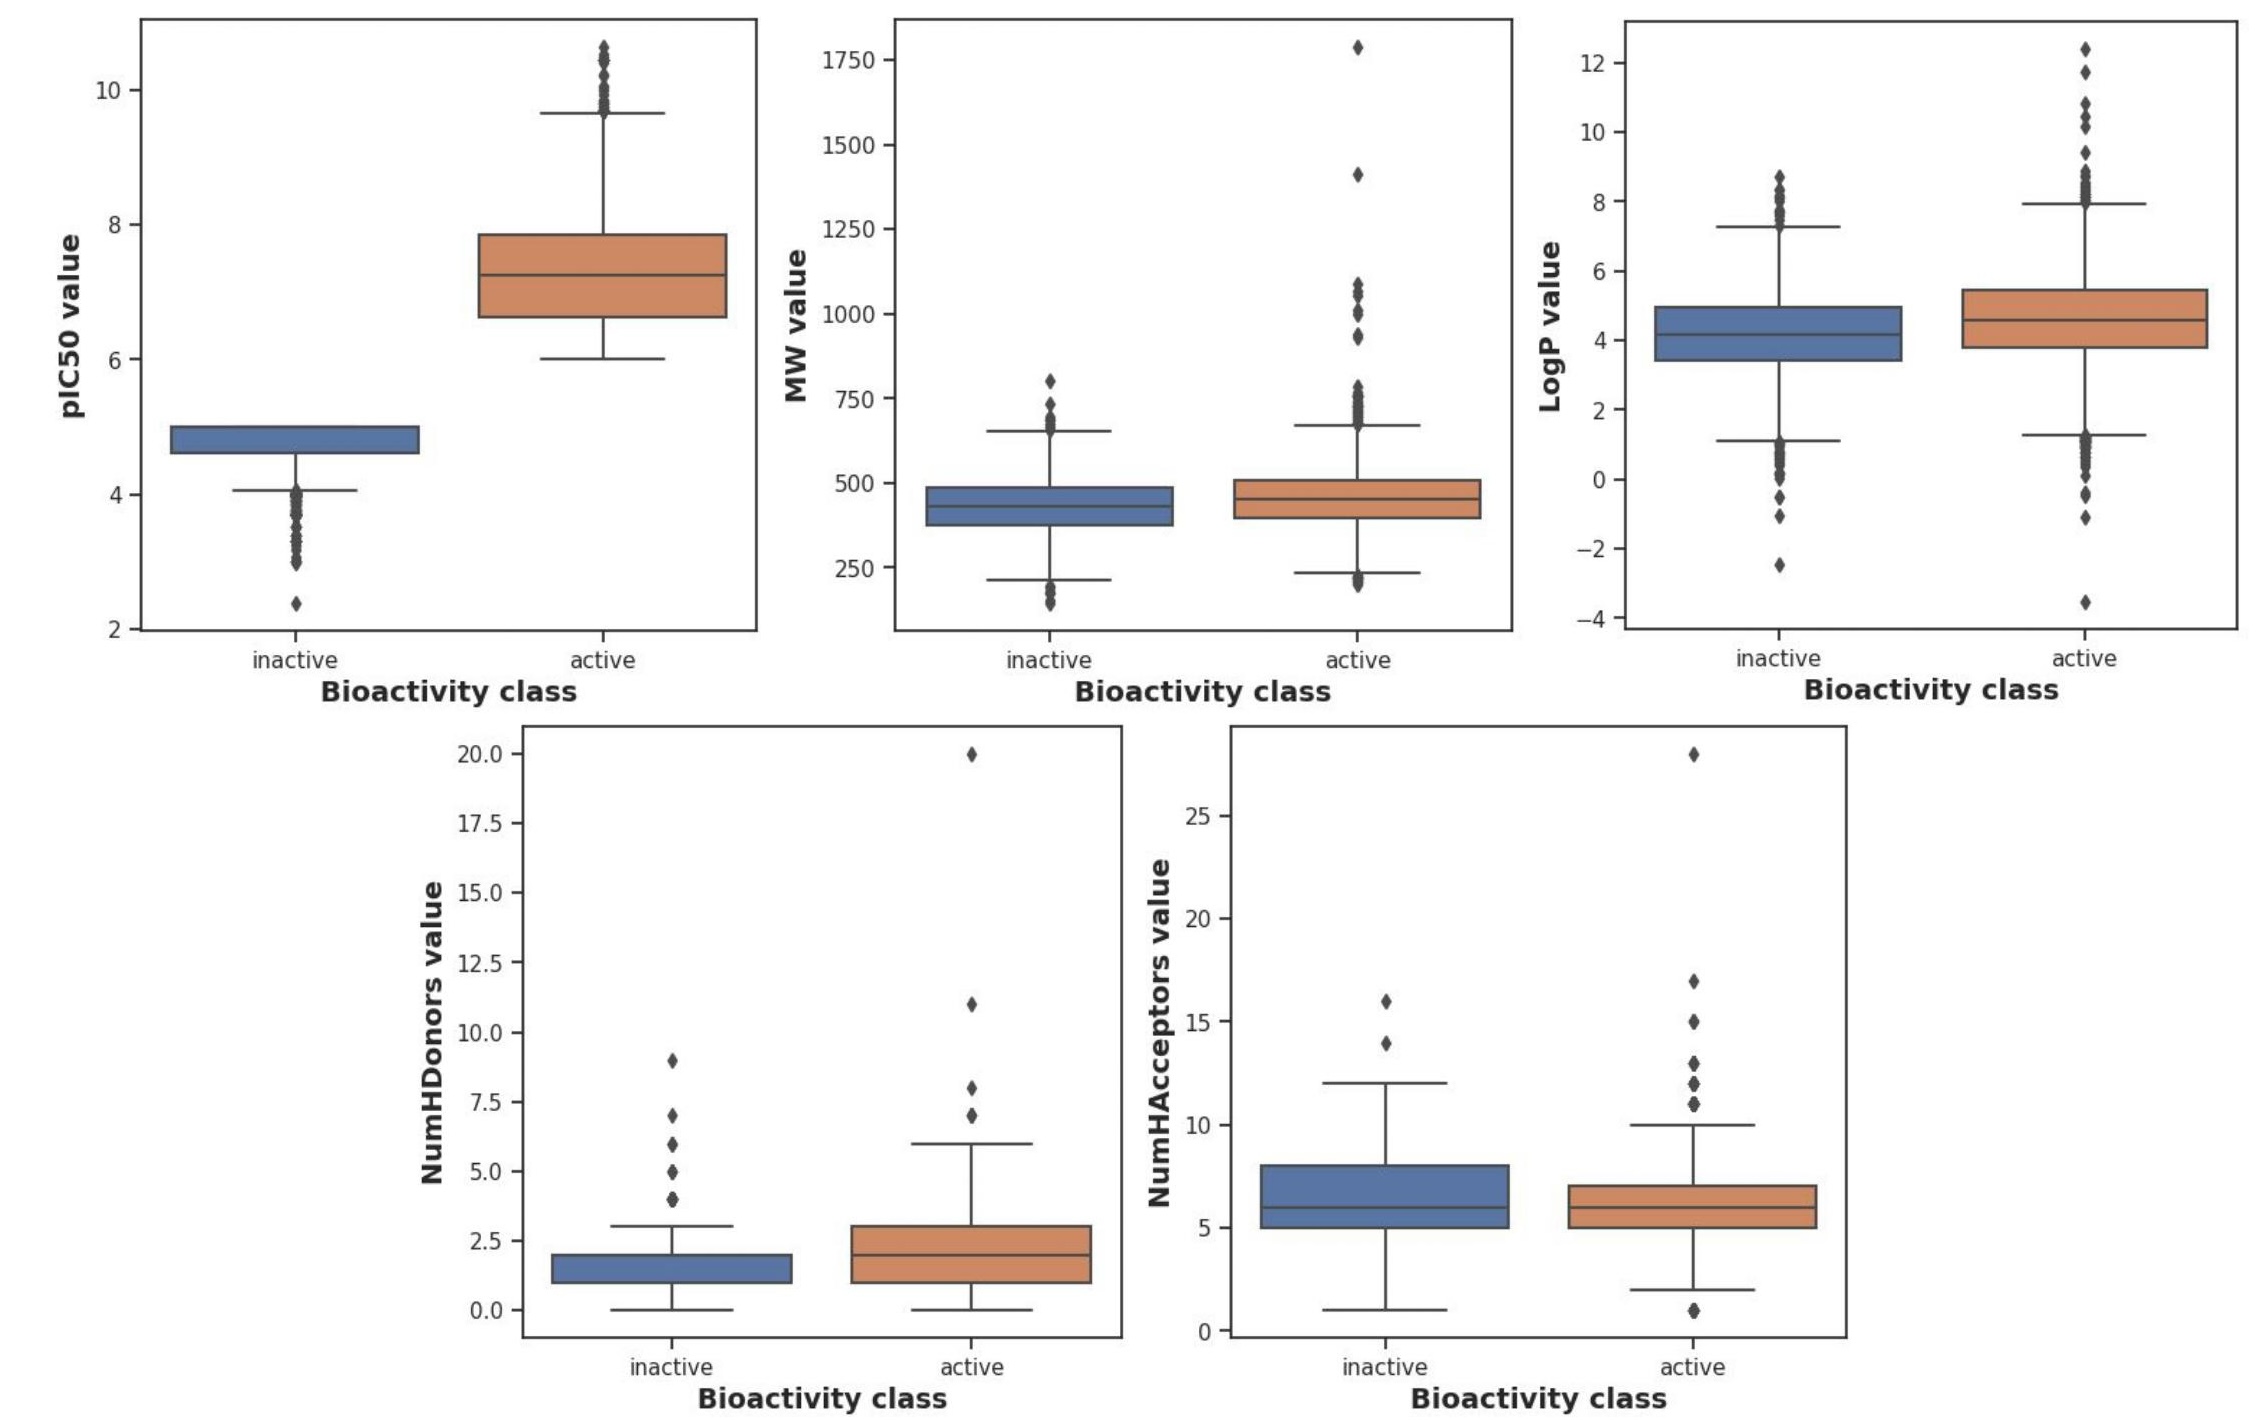 pIC50 value
10
8
6
4
2
inactive
active
Bioactivity class
MW value
1750
1500
1250
1000
750
500
250
inactive
active
Bioactivity class
LogP value
12
10
8
6
4
2
0
−2
−4
inactive
active
Bioactivity class
NumHDonors value
20.0
17.5
15.0
12.5
10.0
7.5
5.0
2.5
0.0
inactive
active
Bioactivity class
NumHAcceptors value
25
20
15
10
5
0
inactive
active
Bioactivity class